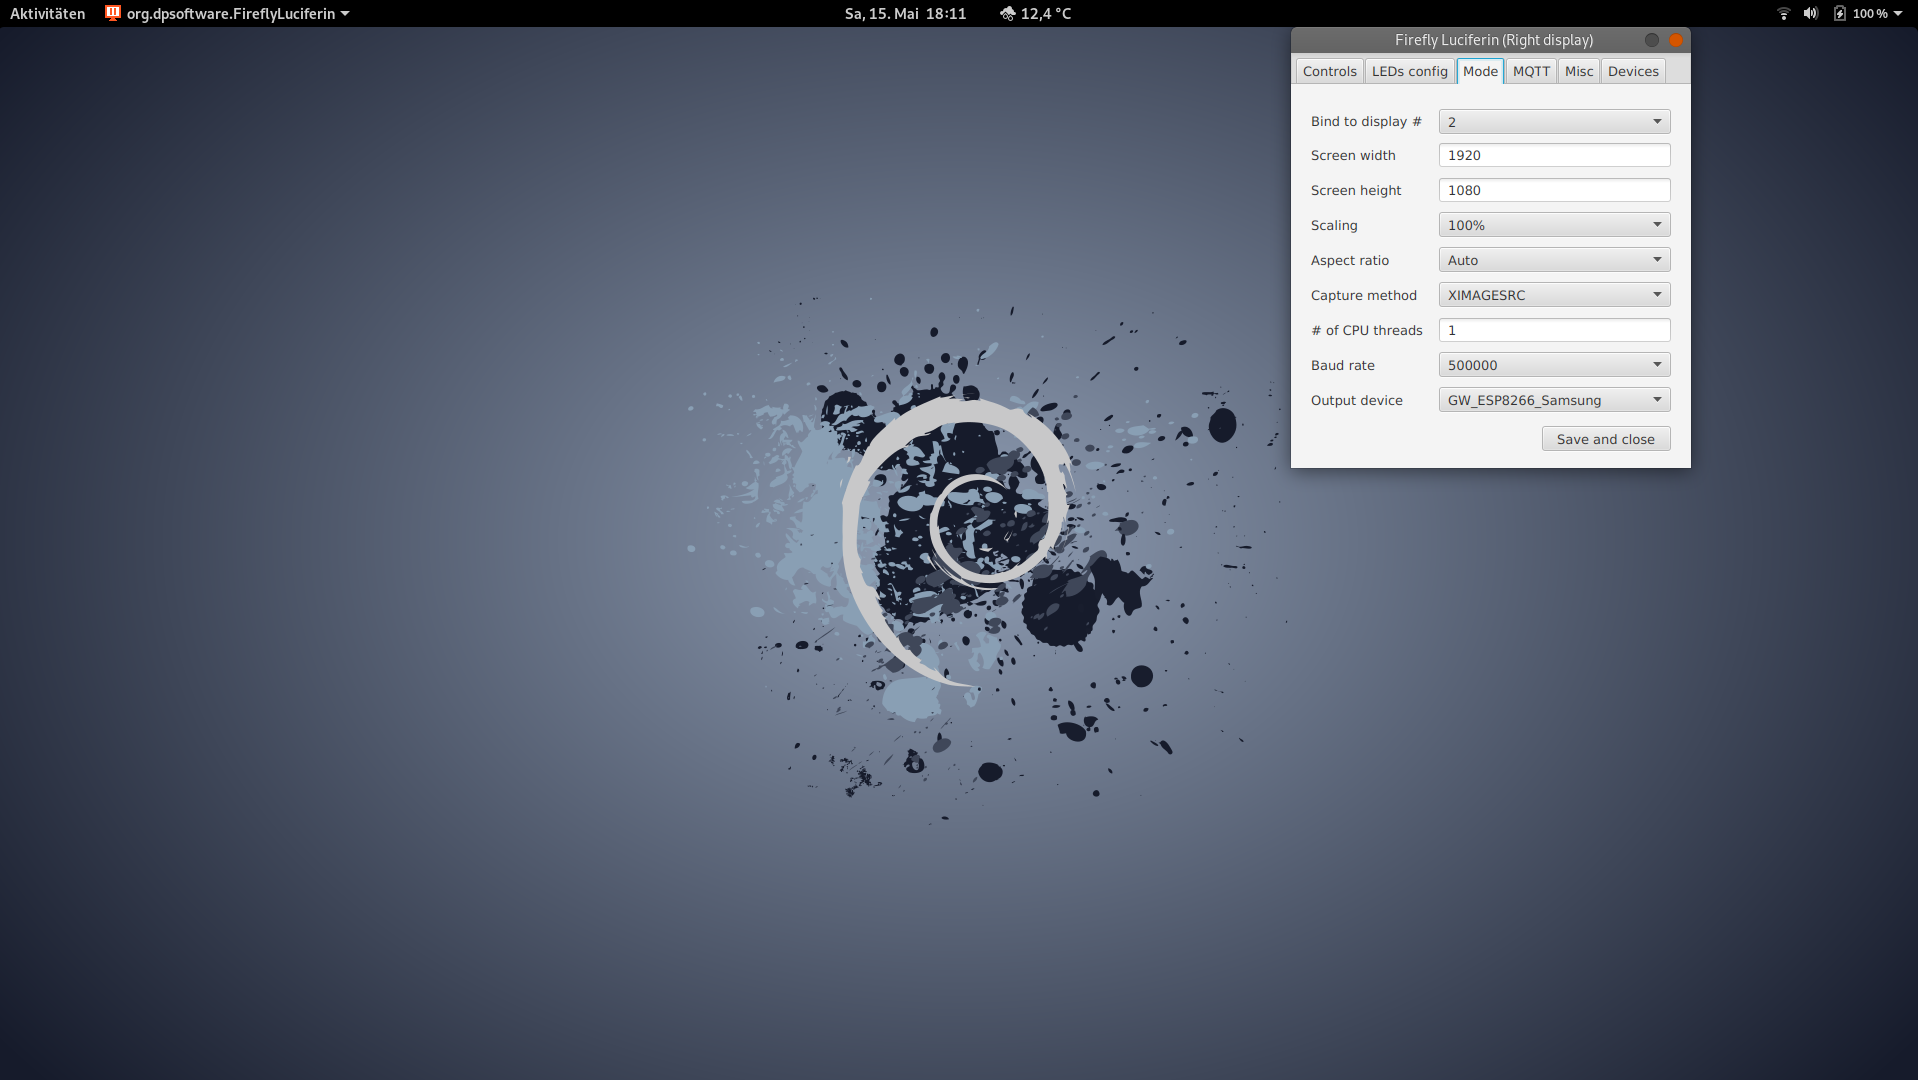 Aktivitäten org.dpsoftware.FireflyLuciferin Sa, 15. Mai 18:11 12,4 °C 100 %
Firefly Luciferin (Right display)
Controls LEDs config Mode MQTT Misc Devices
Bind to display # 2
Screen width 1920
Screen height 1080
Scaling 100%
Aspect ratio Auto
Capture method XIMAGESRC
# of CPU threads 1
Baud rate 500000
Output device GW_ESP8266_Samsung
Save and close